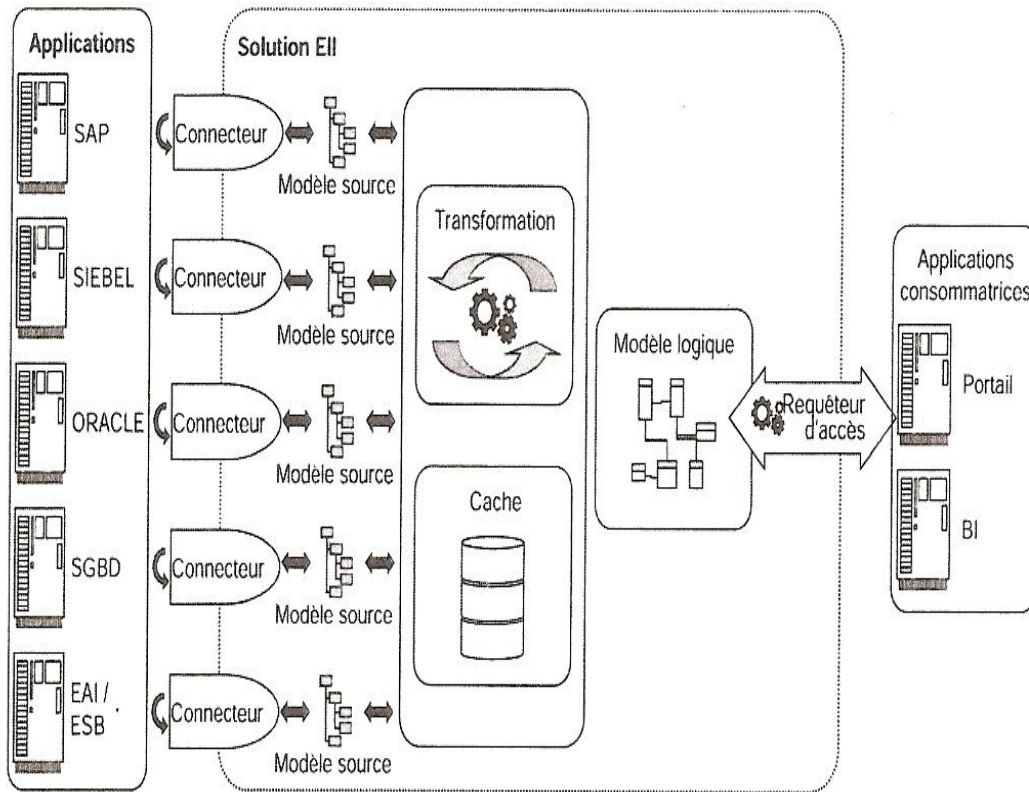 Applications
SAP
SIEBEL
ORACLE
SGBD
EAI /
ESB
Solution EII
Connecteur
Modèle source
Connecteur
Modèle source
Connecteur
Modèle source
Connecteur
Modèle source
Connecteur
Modèle source
Transformation
Cache
Modèle logique
Requêteur
d'accès
Applications
consommatrices
Portail
BI